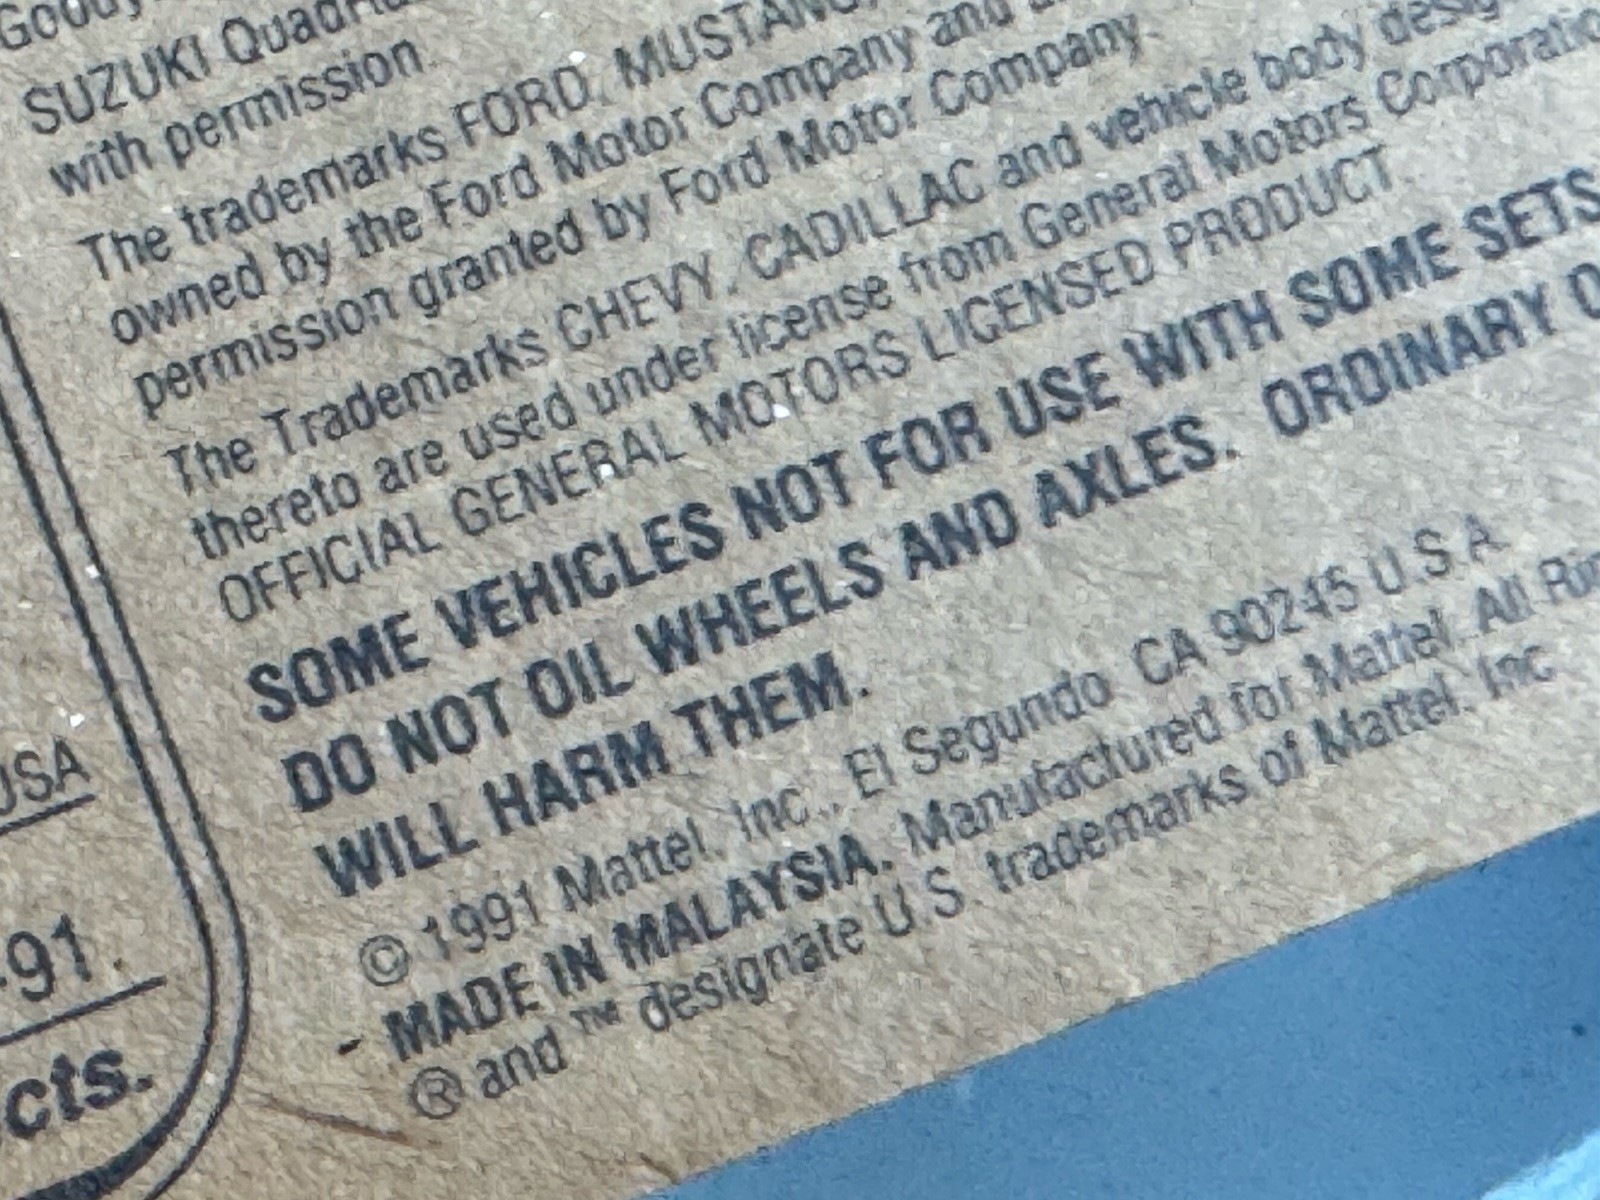 SUZUKI
with permission.
The trademarks FORD, MUSTANG,
owned by the Ford Motor Company and
permission granted by Ford Motor Company.
The Trademarks CHEVY, CADILLAC and vehicle body
thereto are used under license from General Motors
OFFICIAL GENERAL MOTORS LICENSED PRODUCT
SOME VEHICLES NOT FOR USE WITH SOME SETS
DO NOT OIL WHEELS AND AXLES. ORDINARY
WILL HARM THEM.
© 1991 Mattel, Inc., El Segundo, CA 90245 U.S.A.
- MADE IN MALAYSIA. Manufactured for Mattel. All
® and ™ designate U.S. trademarks of Mattel, Inc.
USA
-91.
cts.